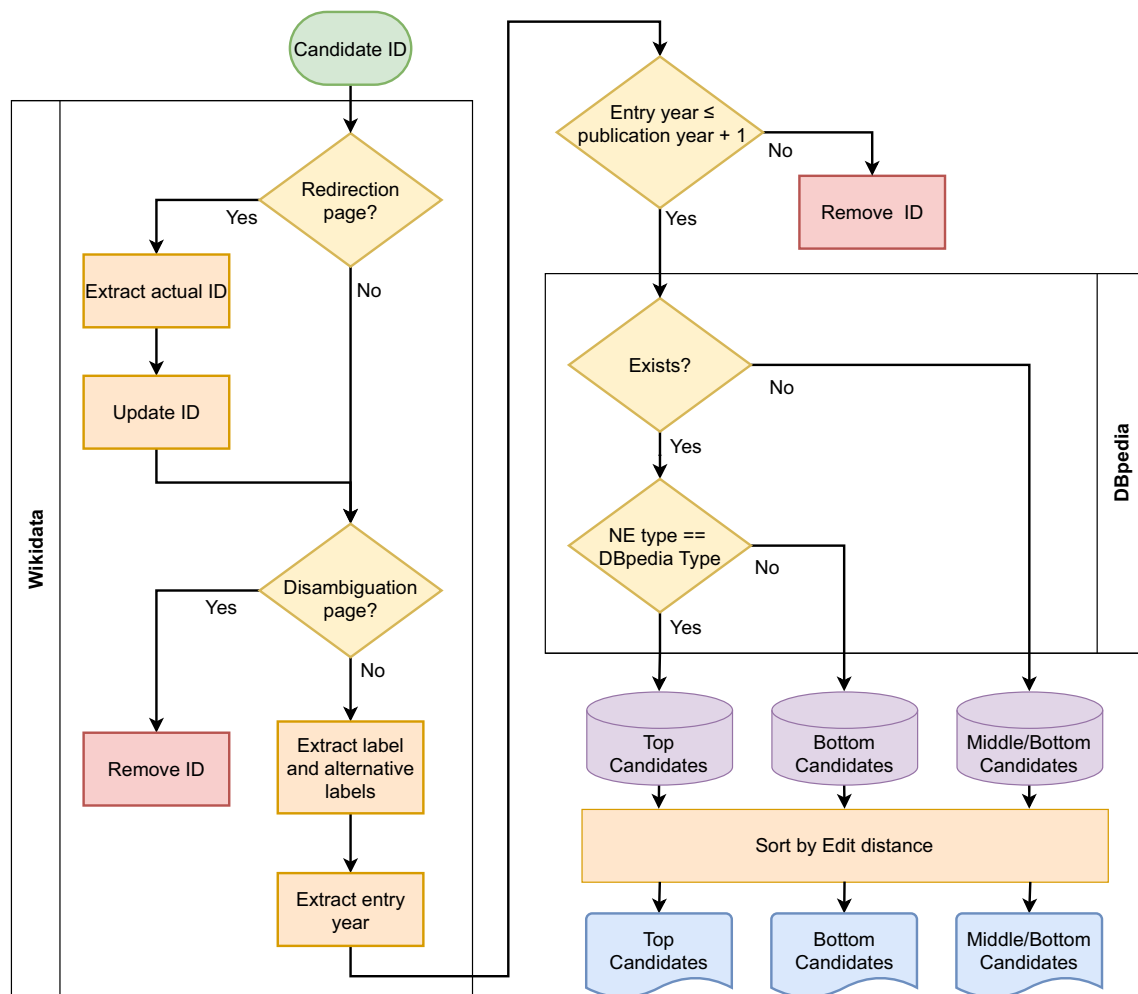 Candidate ID
Wikidata
Redirection
page?
Yes
No
Extract actual ID
Update ID
Disambiguation
page?
Yes
No
Remove ID
Extract label
and alternative
labels
Extract entry
year
Entry year ≤
publication year + 1
No
Yes
Remove  ID
DBpedia
Exists?
No
Yes
NE type ==
DBpedia Type
No
Yes
Top
Candidates
Bottom
Candidates
Middle/Bottom
Candidates
Sort by Edit distance
Top
Candidates
Bottom
Candidates
Middle/Bottom
Candidates